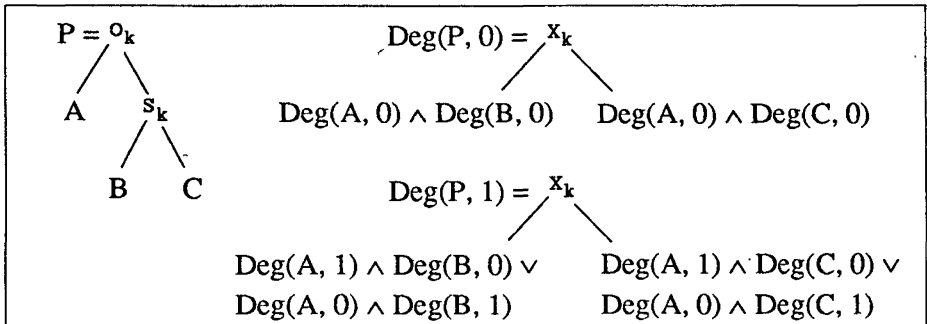 P = o_k
A s_k
B C
Deg(P, 0) = x_k
Deg(A, 0) ∧ Deg(B, 0) Deg(A, 0) ∧ Deg(C, 0)
Deg(P, 1) = x_k
Deg(A, 1) ∧ Deg(B, 0) ∨ Deg(A, 1) ∧ Deg(C, 0) ∨
Deg(A, 0) ∧ Deg(B, 1) Deg(A, 0) ∧ Deg(C, 1)